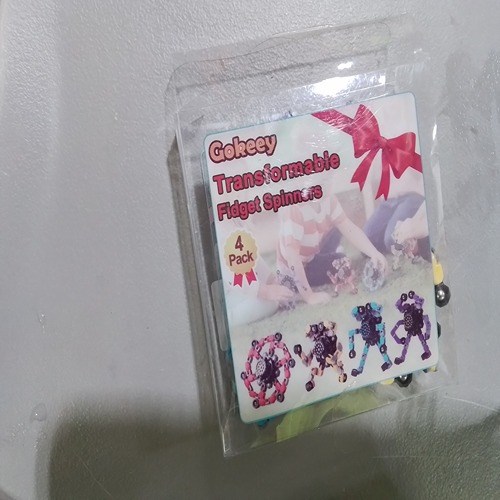 Gokeey
Transformable
Fidget Spinners
4
Pack